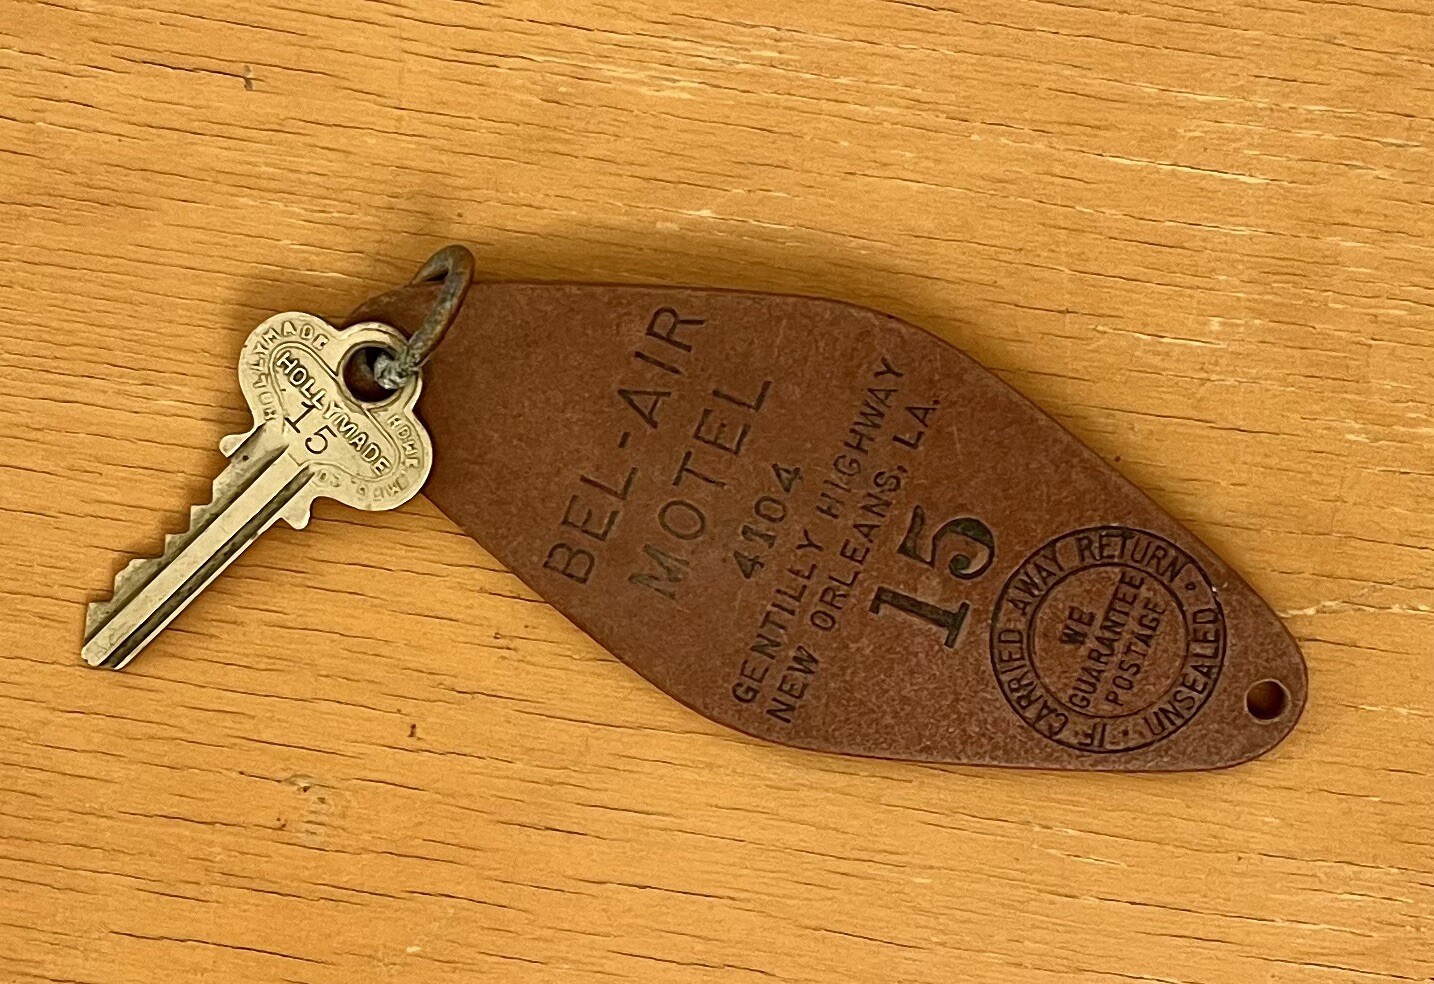 HOLLYMADE
HOLLYMADE
15
BEL-AIR
MOTEL
4104
GENTILLY HIGHWAY
NEW ORLEANS, LA.
15
IF CARRIED AWAY RETURN • UNSEALED •
WE
GUARANTEE
POSTAGE